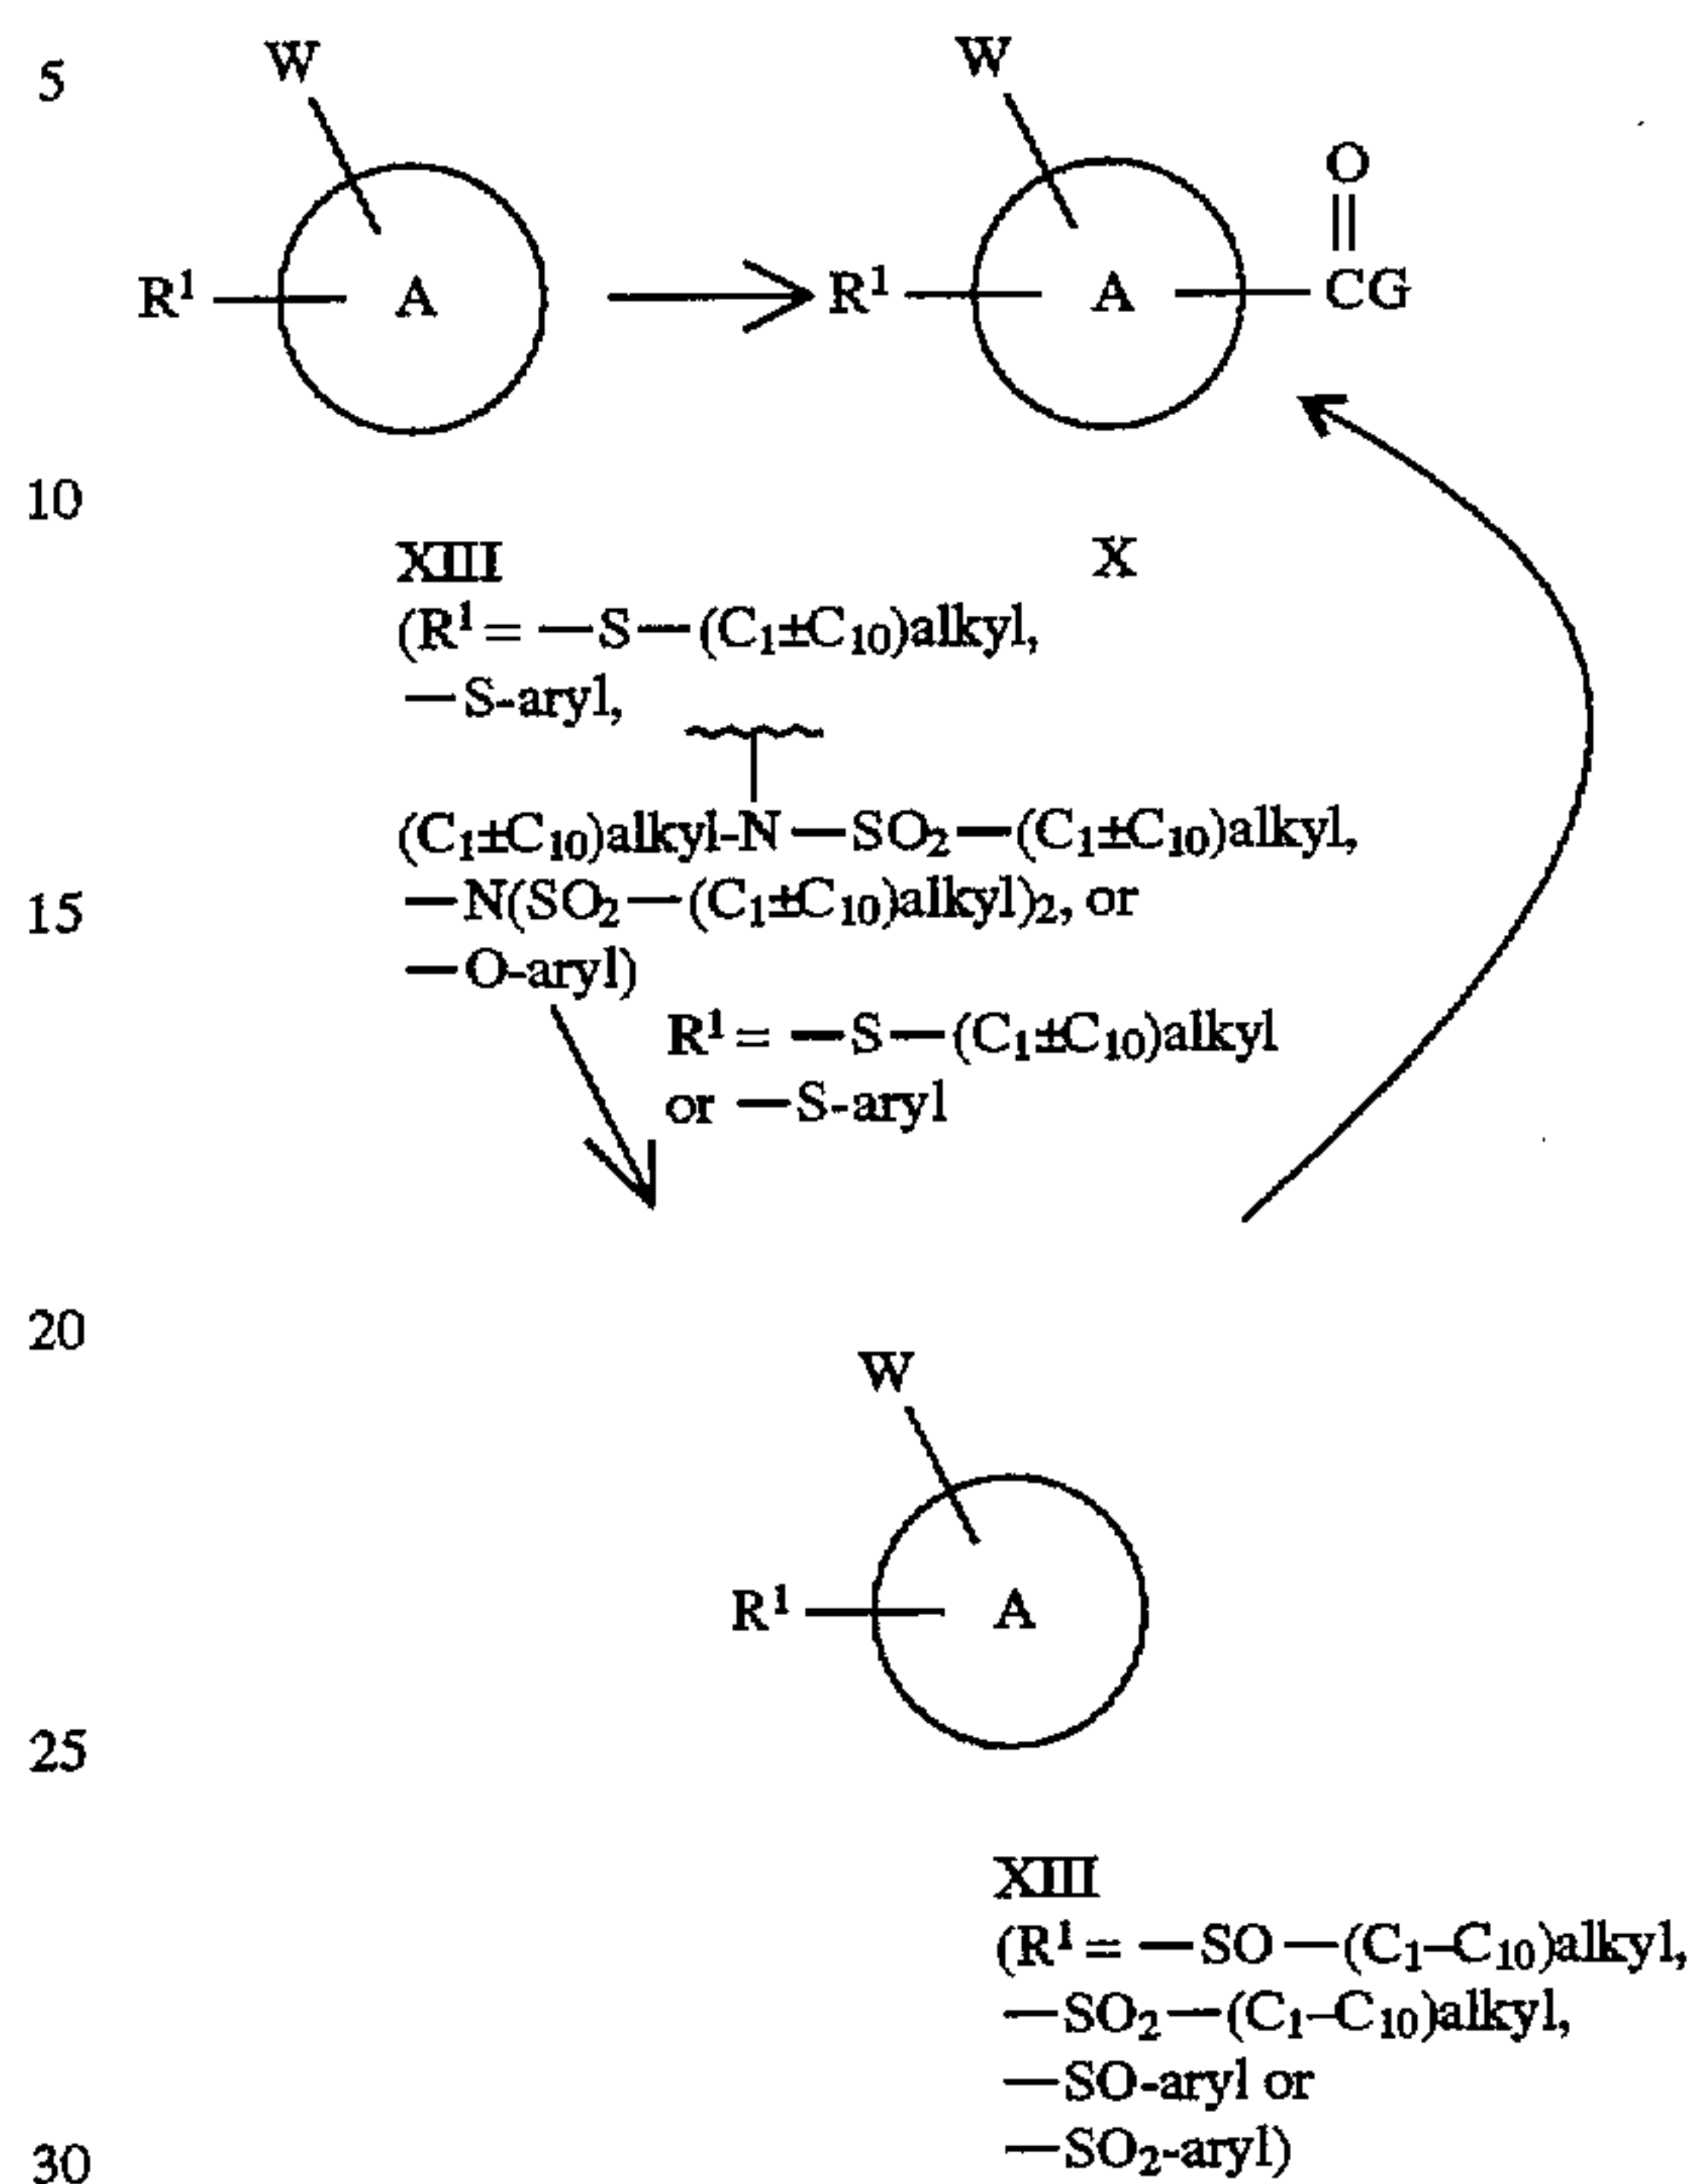 5
W
W
O
R¹ A
R¹ A CG
10
XIII
X
(R¹ = —S—(C₁±C₁₀)alkyl,
—S-aryl,
(C₁±C₁₀)alkyl-N—SO₂—(C₁±C₁₀)alkyl,
15
—N(SO₂—(C₁±C₁₀)alkyl)₂, or
—O-aryl)
R¹ = —S—(C₁±C₁₀)alkyl
or —S-aryl
20
W
R¹ A
25
XIII
(R¹ = —SO—(C₁–C₁₀)alkyl,
—SO₂—(C₁–C₁₀)alkyl,
—SO-aryl or
—SO₂-aryl)
30